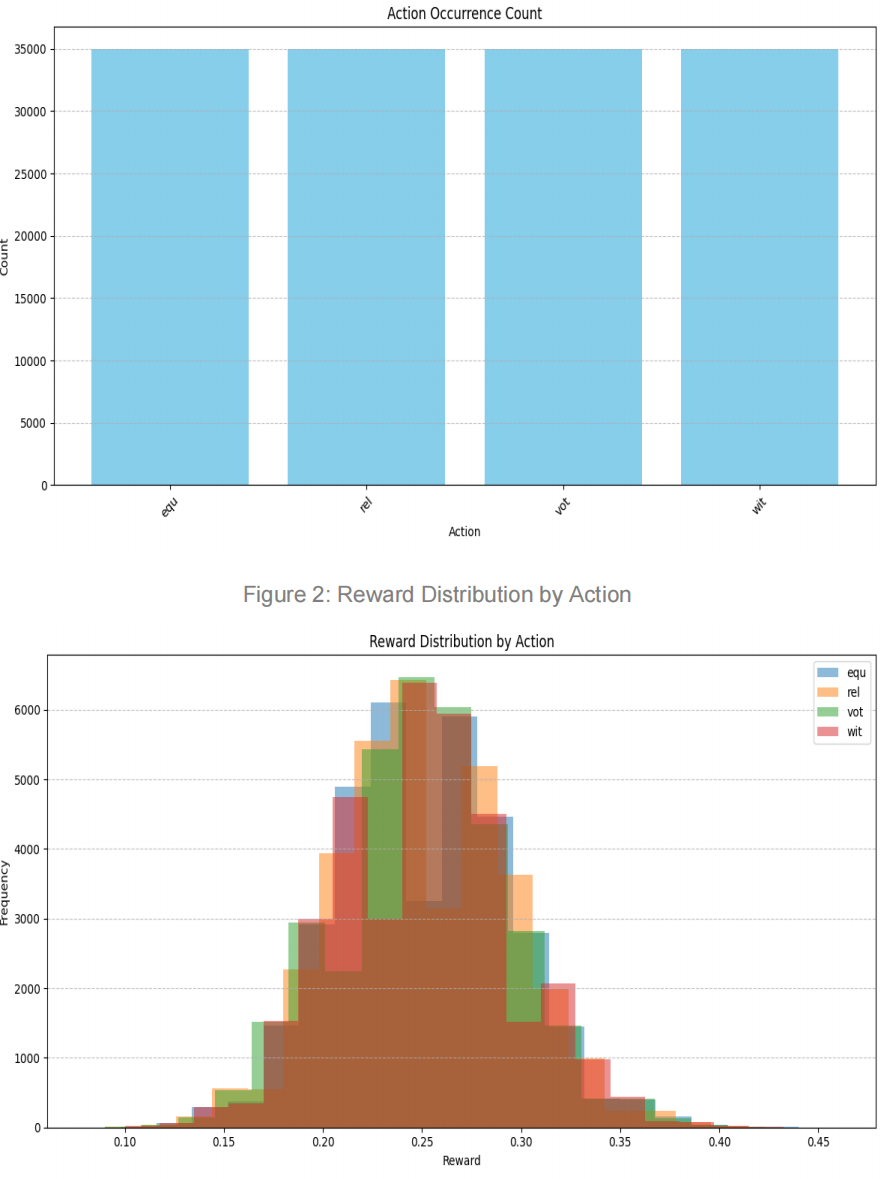 Action Occurrence Count
35000
30000
25000
20000
15000
10000
5000
0
Count
equ rel vot wit
Action
Figure 2: Reward Distribution by Action
Reward Distribution by Action
equ
rel
vot
wit
6000
5000
4000
3000
2000
1000
0
Frequency
0.10 0.15 0.20 0.25 0.30 0.35 0.40 0.45
Reward